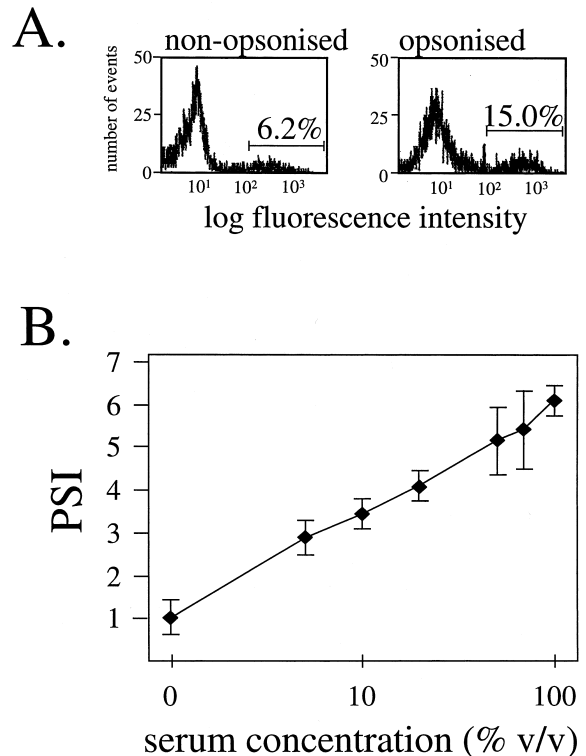 A.
non-opsonised
opsonised
number of events
50
25
0
6.2%
10¹ 10² 10³
50
25
0
15.0%
10¹ 10² 10³
log fluorescence intensity
B.
PSI
7
6
5
4
3
2
1
0 10 100
serum concentration (% v/v)